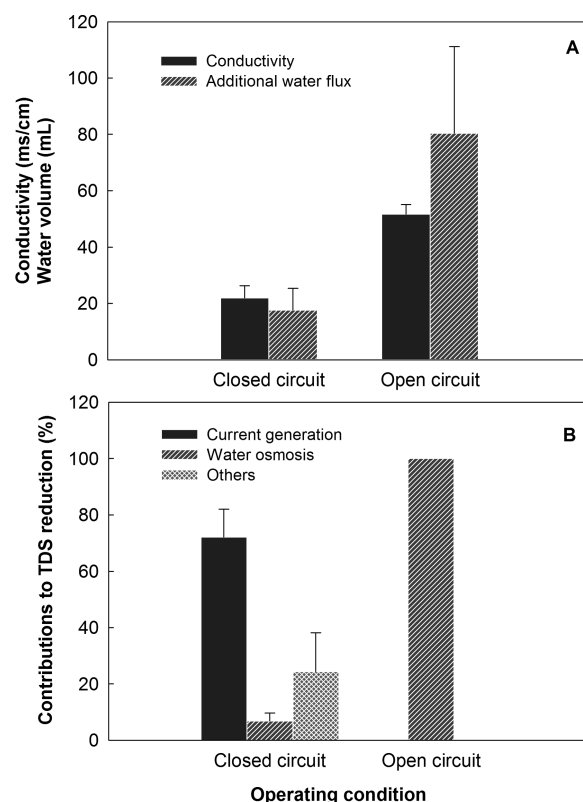 A
Conductivity
Additional water flux
Conductivity (ms/cm)
Water volume (mL)
120
100
80
60
40
20
0
Closed circuit
Open circuit
B
Current generation
Water osmosis
Others
Contributions to TDS reduction (%)
120
100
80
60
40
20
0
Closed circuit
Open circuit
Operating condition